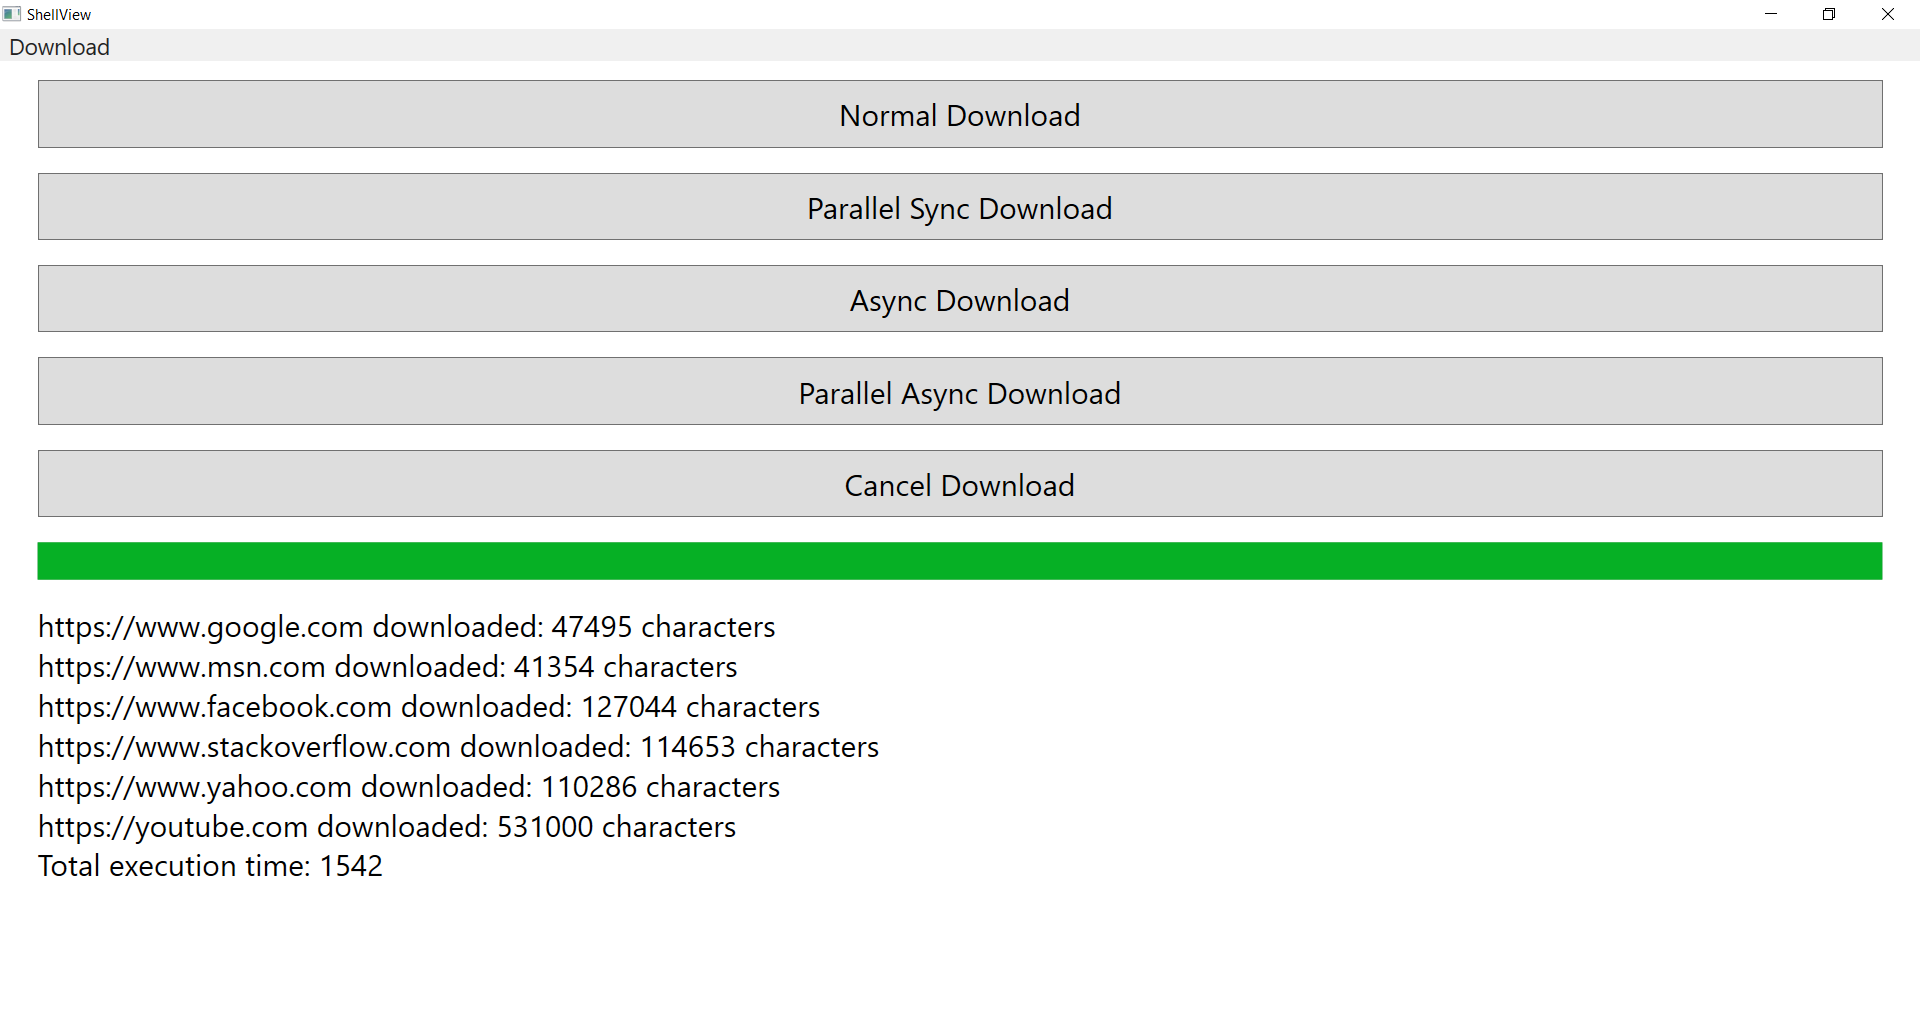 ShellView
Download
Normal Download
Parallel Sync Download
Async Download
Parallel Async Download
Cancel Download
https://www.google.com downloaded: 47495 characters
https://www.msn.com downloaded: 41354 characters
https://www.facebook.com downloaded: 127044 characters
https://www.stackoverflow.com downloaded: 114653 characters
https://www.yahoo.com downloaded: 110286 characters
https://youtube.com downloaded: 531000 characters
Total execution time: 1542